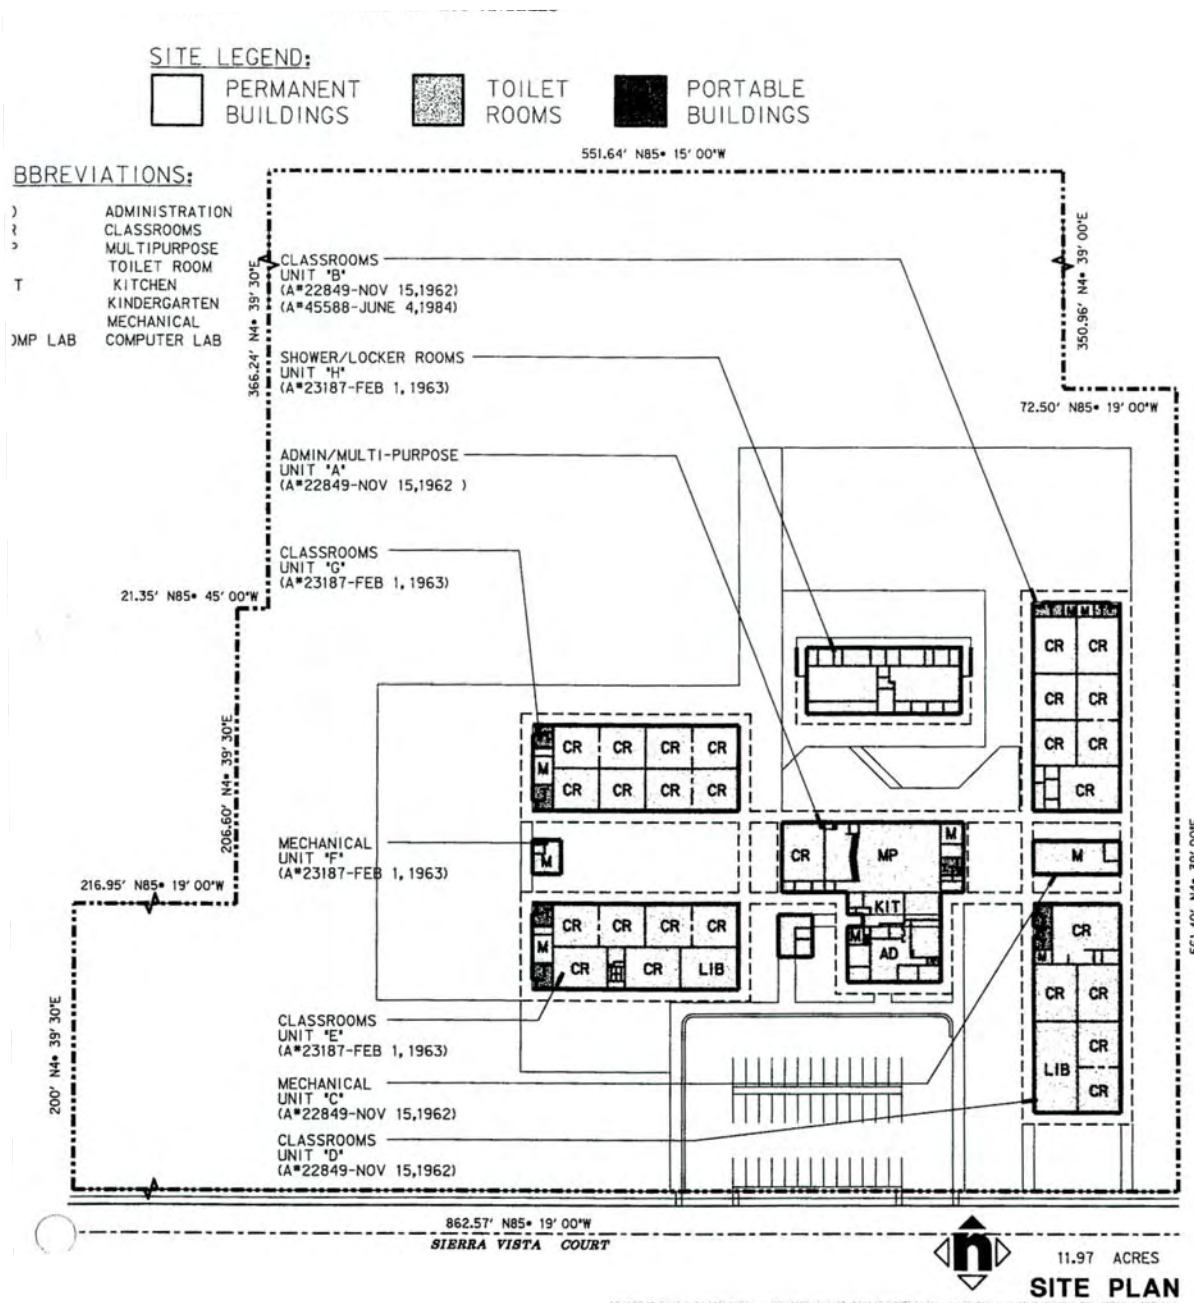 SITE LEGEND:
PERMANENT
BUILDINGS
TOILET
ROOMS
PORTABLE
BUILDINGS
551.64' N85• 15' 00"W
BBREVIATIONS:
ADMINISTRATION
R CLASSROOMS
P MULTIPURPOSE
TOILET ROOM
T KITCHEN
KINDERGARTEN
MECHANICAL
OMP LAB COMPUTER LAB
366.24' N4• 39' 30"E
350.96' N4• 39' 00"E
72.50' N85• 19' 00"W
CLASSROOMS
UNIT "B"
(A#22849-NOV 15,1962)
(A#45588-JUNE 4,1984)
SHOWER/LOCKER ROOMS
UNIT "H"
(A#23187-FEB 1, 1963)
ADMIN/MULTI-PURPOSE
UNIT "A"
(A#22849-NOV 15,1962 )
CLASSROOMS
UNIT "G"
(A#23187-FEB 1, 1963)
21.35' N85• 45' 00"W
206.60' N4• 39' 30"E
M M
CR CR
CR CR
CR CR
CR
CR CR CR CR
M
CR CR CR CR
MECHANICAL
UNIT "F"
(A#23187-FEB 1, 1963)
M
CR MP M
KIT
M AD
M
551.40' N4• 39' 00"E
216.95' N85• 19' 00"W
200' N4• 39' 30"E
CR CR CR CR
M
CR CR LIB
CR
M
CR CR
CR
LIB
CR
CLASSROOMS
UNIT "E"
(A#23187-FEB 1, 1963)
MECHANICAL
UNIT "C"
(A#22849-NOV 15,1962)
CLASSROOMS
UNIT "D"
(A#22849-NOV 15,1962)
862.57' N85• 19' 00"W
SIERRA VISTA COURT
n
11.97 ACRES
SITE PLAN